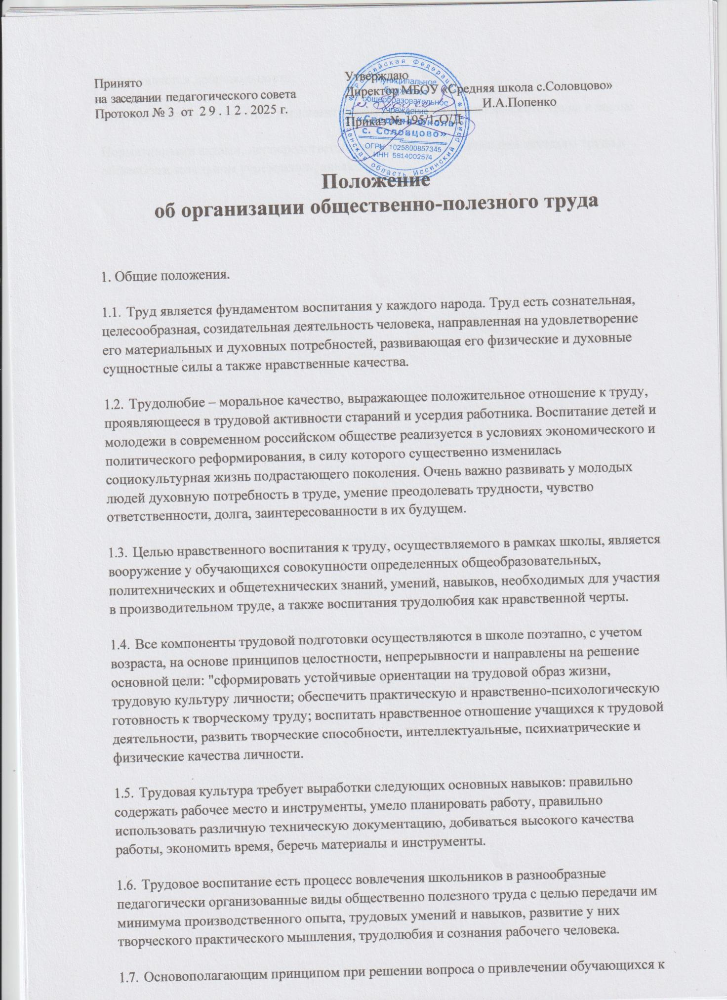 Принято
на заседании педагогического совета
Протокол № 3 от 29.12.2025 г.
Утверждаю
Директор МБОУ «Средняя школа с.Соловцово»
И.А.Попенко
Приказ № 195/1-О/Д
Российская Федерация
Пензенская область Иссинский район
Муниципальное
бюджетное
общеобразовательное
учреждение
«Средняя школа
с. Соловцово»
ОГРН 1025800857345
ИНН 5814002574
Положение
об организации общественно-полезного труда
1. Общие положения.
1.1. Труд является фундаментом воспитания у каждого народа. Труд есть сознательная,
целесообразная, созидательная деятельность человека, направленная на удовлетворение
его материальных и духовных потребностей, развивающая его физические и духовные
сущностные силы а также нравственные качества.
1.2. Трудолюбие – моральное качество, выражающее положительное отношение к труду,
проявляющееся в трудовой активности стараний и усердия работника. Воспитание детей и
молодежи в современном российском обществе реализуется в условиях экономического и
политического реформирования, в силу которого существенно изменилась
социокультурная жизнь подрастающего поколения. Очень важно развивать у молодых
людей духовную потребность в труде, умение преодолевать трудности, чувство
ответственности, долга, заинтересованности в их будущем.
1.3. Целью нравственного воспитания к труду, осуществляемого в рамках школы, является
вооружение у обучающихся совокупности определенных общеобразовательных,
политехнических и общетехнических знаний, умений, навыков, необходимых для участия
в производительном труде, а также воспитания трудолюбия как нравственной черты.
1.4. Все компоненты трудовой подготовки осуществляются в школе поэтапно, с учетом
возраста, на основе принципов целостности, непрерывности и направлены на решение
основной цели: "сформировать устойчивые ориентации на трудовой образ жизни,
трудовую культуру личности; обеспечить практическую и нравственно-психологическую
готовность к творческому труду; воспитать нравственное отношение учащихся к трудовой
деятельности, развить творческие способности, интеллектуальные, психиатрические и
физические качества личности.
1.5. Трудовая культура требует выработки следующих основных навыков: правильно
содержать рабочее место и инструменты, умело планировать работу, правильно
использовать различную техническую документацию, добиваться высокого качества
работы, экономить время, беречь материалы и инструменты.
1.6. Трудовое воспитание есть процесс вовлечения школьников в разнообразные
педагогически организованные виды общественно полезного труда с целью передачи им
минимума производственного опыта, трудовых умений и навыков, развитие у них
творческого практического мышления, трудолюбия и сознания рабочего человека.
1.7. Основополагающим принципом при решении вопроса о привлечении обучающихся к